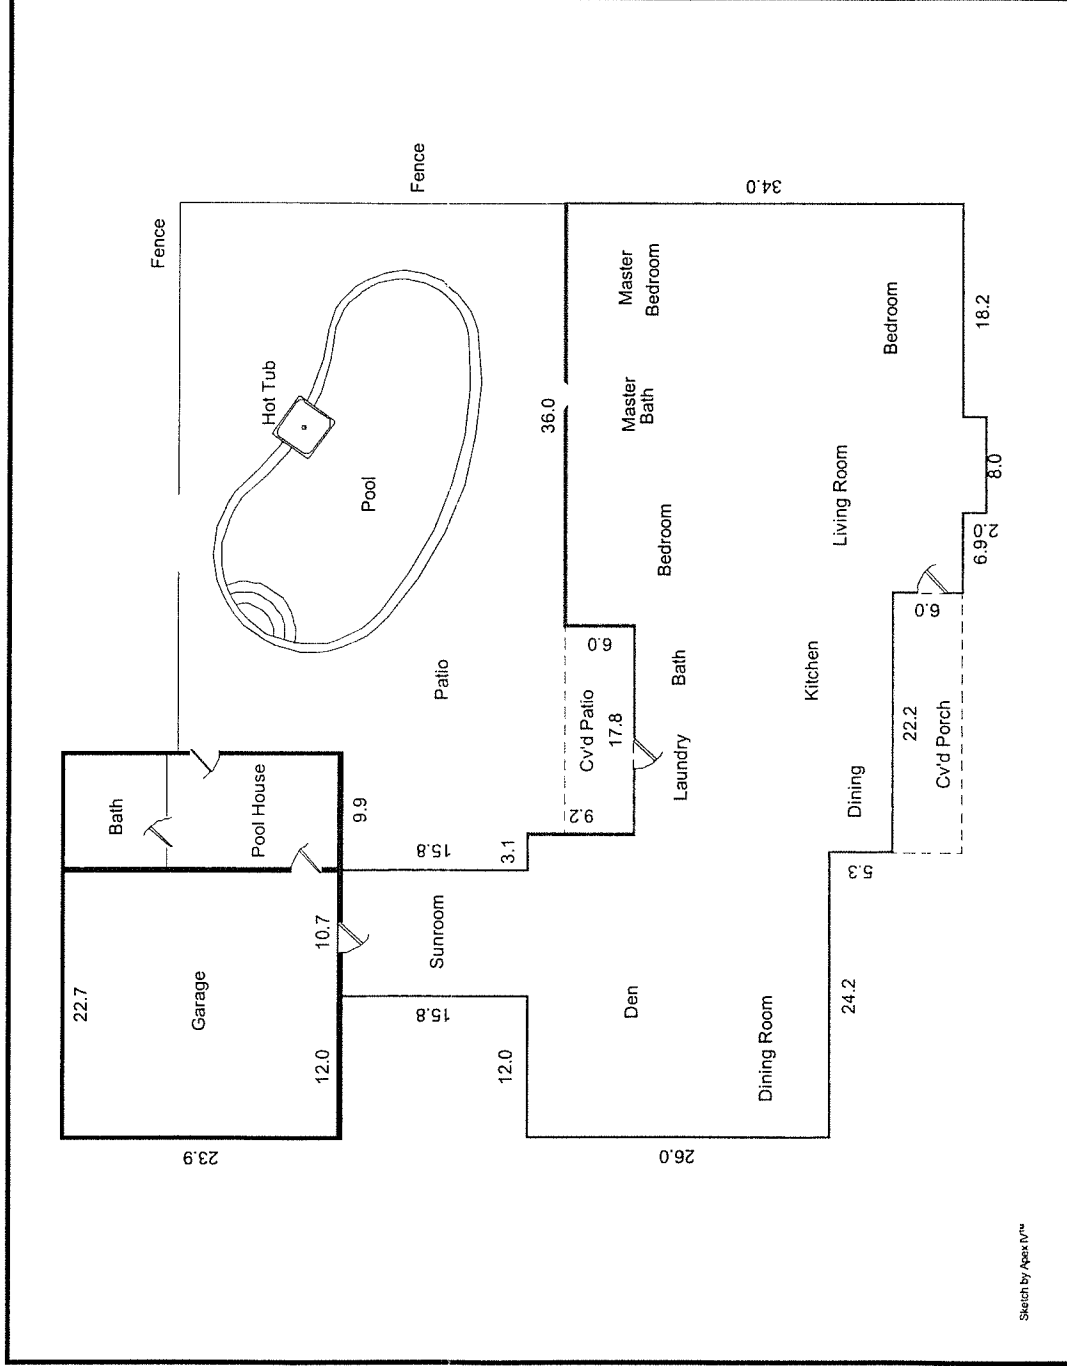 Fence
Fence
Hot Tub
Pool
Patio
Bath
Pool House
9.9
22.7
Garage
10.7
12.0
23.9
15.8
Sunroom
15.8
3.1
12.0
36.0
34.0
Master
Bedroom
Master
Bath
Bedroom
Bedroom
18.2
8.0
2.0
6.9
Living Room
6.0
Cv'd Patio
17.8
9.2
Bath
Laundry
Kitchen
Dining
6.0
22.2
Cv'd Porch
5.3
Den
Dining Room
24.2
26.0
Sketch by Apex IV™